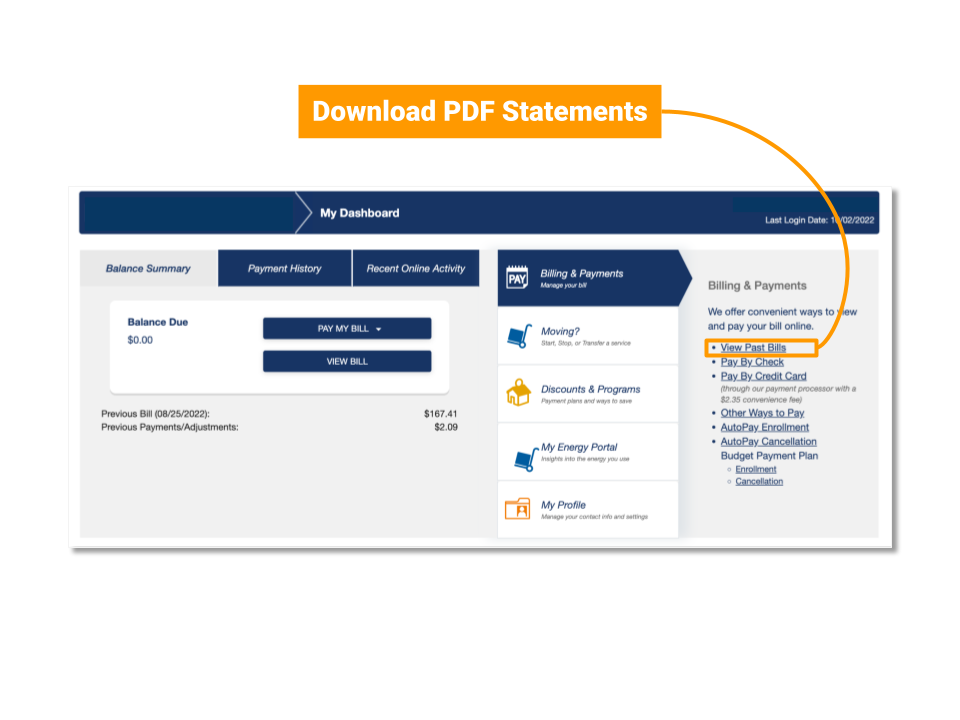 Download PDF Statements
My Dashboard
Last Login Date: 10/02/2022
Balance Summary
Payment History
Recent Online Activity
Balance Due
$0.00
PAY MY BILL
VIEW BILL
Previous Bill (08/25/2022):
$167.41
Previous Payments/Adjustments:
$2.09
PAY
Billing & Payments
Manage your bill
Moving?
Start, Stop, or Transfer a service
Discounts & Programs
Payment plans and ways to save
My Energy Portal
Insights into the energy you use
My Profile
Manage your contact info and settings
Billing & Payments
We offer convenient ways to view
and pay your bill online.
• View Past Bills
• Pay By Check
• Pay By Credit Card
(through our payment processor with a
$2.35 convenience fee)
• Other Ways to Pay
• AutoPay Enrollment
• AutoPay Cancellation
Budget Payment Plan
◦ Enrollment
◦ Cancellation